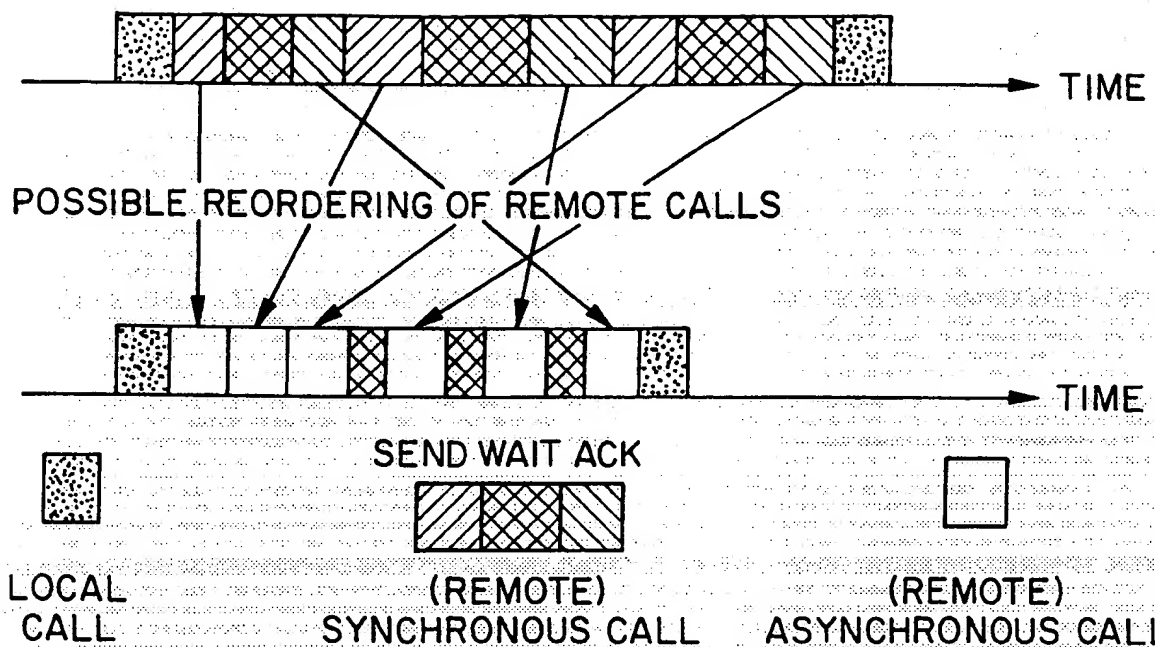 TIME
POSSIBLE REORDERING OF REMOTE CALLS
TIME
SEND WAIT ACK
LOCAL
CALL
(REMOTE)
SYNCHRONOUS CALL
(REMOTE)
ASYNCHRONOUS CALL